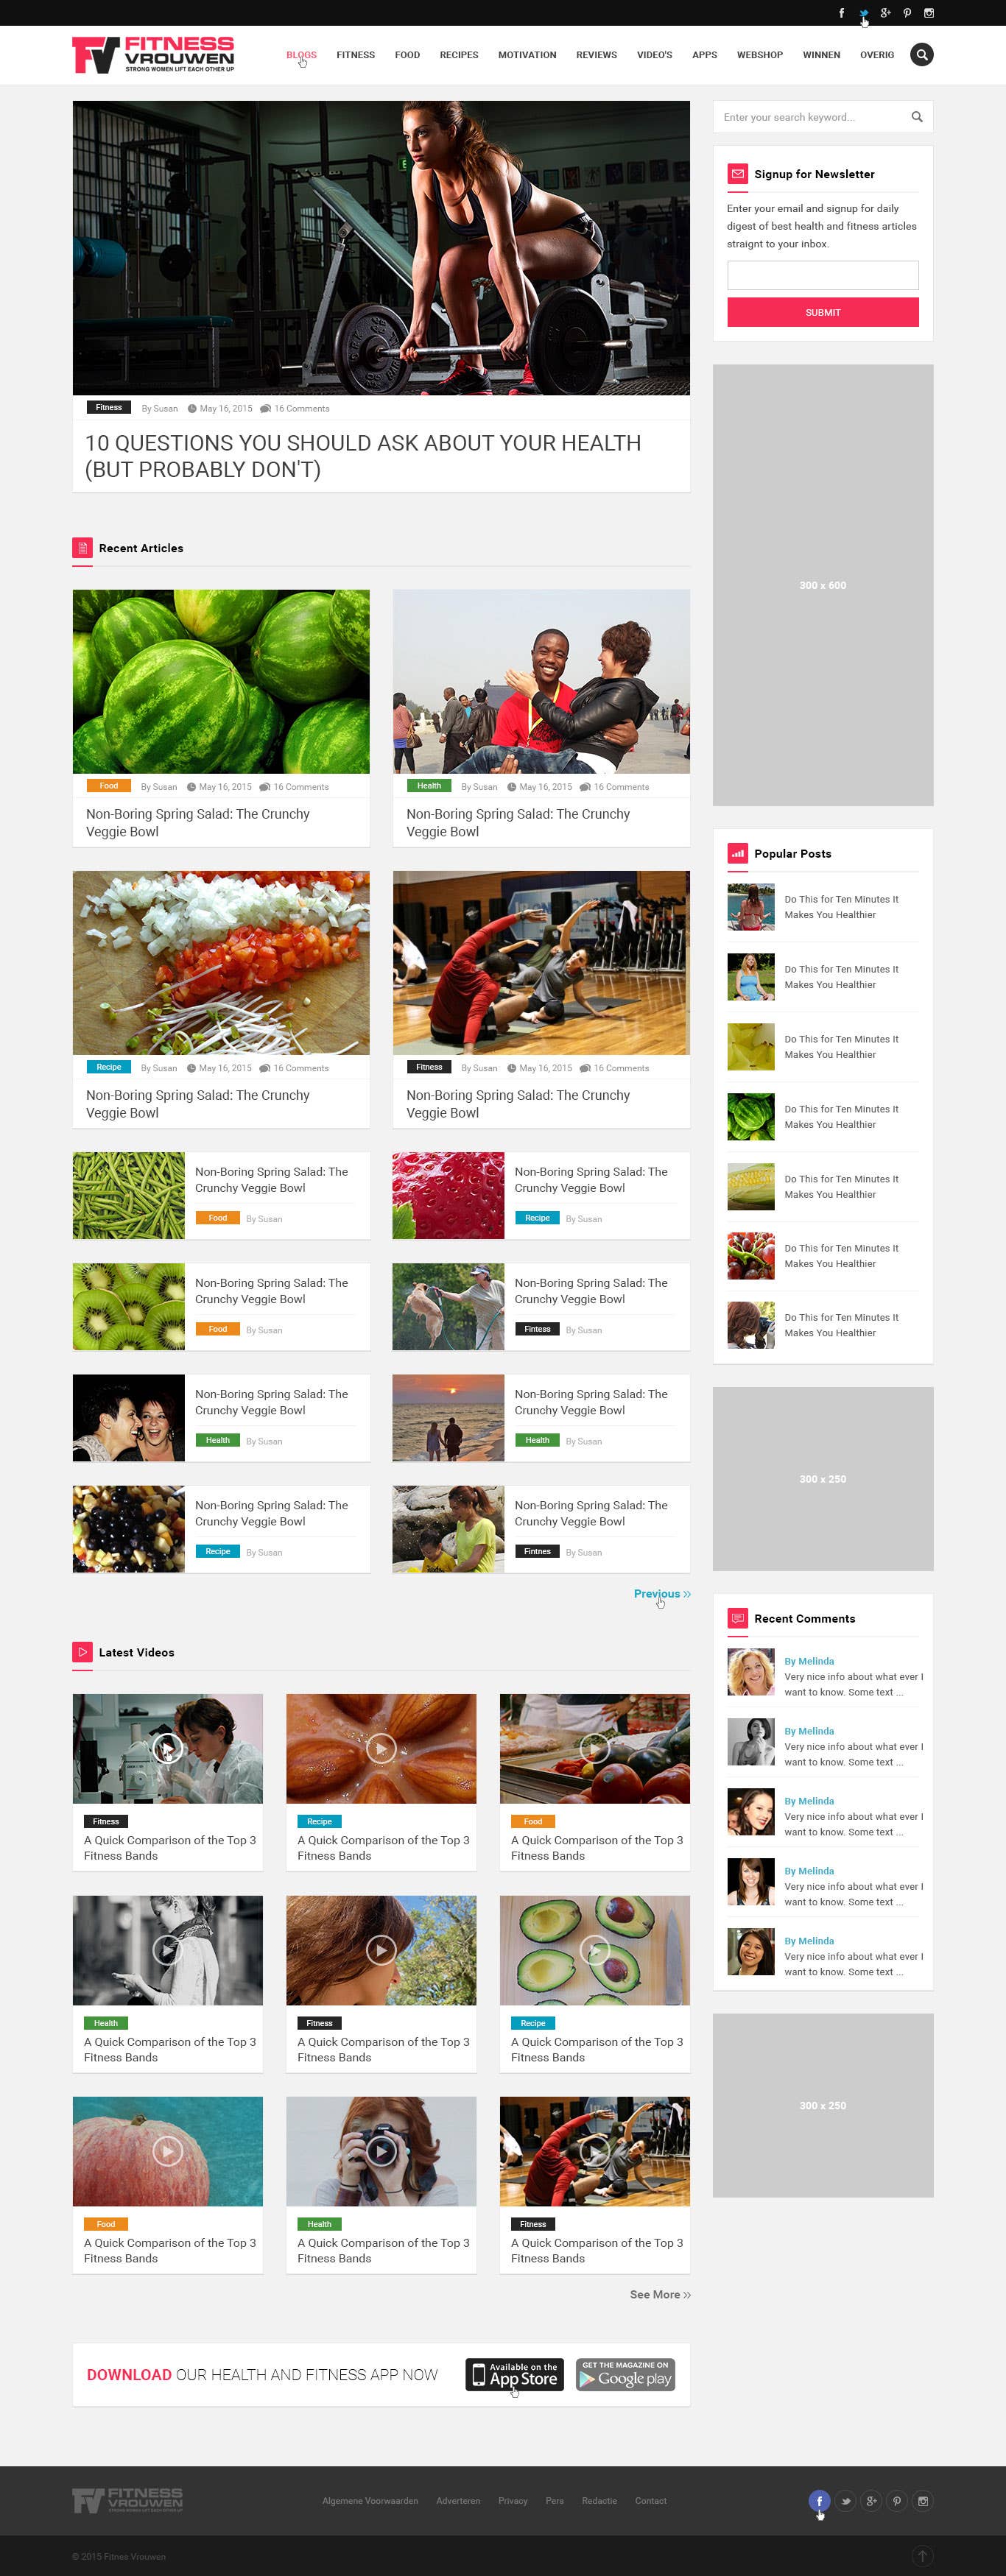 FITNESS
VROUWEN
STRONG WOMEN LIFT EACH OTHER UP
BLOGS FITNESS FOOD RECIPES MOTIVATION REVIEWS VIDEO'S APPS WEBSHOP WINNEN OVERIG
Fitness By Susan May 16, 2015 16 Comments
10 QUESTIONS YOU SHOULD ASK ABOUT YOUR HEALTH
(BUT PROBABLY DON'T)
Recent Articles
Food By Susan May 16, 2015 16 Comments
Non-Boring Spring Salad: The Crunchy
Veggie Bowl
Health By Susan May 16, 2015 16 Comments
Non-Boring Spring Salad: The Crunchy
Veggie Bowl
Recipe By Susan May 16, 2015 16 Comments
Non-Boring Spring Salad: The Crunchy
Veggie Bowl
Fitness By Susan May 16, 2015 16 Comments
Non-Boring Spring Salad: The Crunchy
Veggie Bowl
Non-Boring Spring Salad: The
Crunchy Veggie Bowl
Food By Susan
Non-Boring Spring Salad: The
Crunchy Veggie Bowl
Recipe By Susan
Non-Boring Spring Salad: The
Crunchy Veggie Bowl
Food By Susan
Non-Boring Spring Salad: The
Crunchy Veggie Bowl
Fintess By Susan
Non-Boring Spring Salad: The
Crunchy Veggie Bowl
Health By Susan
Non-Boring Spring Salad: The
Crunchy Veggie Bowl
Health By Susan
Non-Boring Spring Salad: The
Crunchy Veggie Bowl
Recipe By Susan
Non-Boring Spring Salad: The
Crunchy Veggie Bowl
Fintnes By Susan
Previous
Latest Videos
Fitness
A Quick Comparison of the Top 3
Fitness Bands
Recipe
A Quick Comparison of the Top 3
Fitness Bands
Food
A Quick Comparison of the Top 3
Fitness Bands
Health
A Quick Comparison of the Top 3
Fitness Bands
Fitness
A Quick Comparison of the Top 3
Fitness Bands
Recipe
A Quick Comparison of the Top 3
Fitness Bands
Food
A Quick Comparison of the Top 3
Fitness Bands
Health
A Quick Comparison of the Top 3
Fitness Bands
Fitness
A Quick Comparison of the Top 3
Fitness Bands
See More
DOWNLOAD OUR HEALTH AND FITNESS APP NOW
Available on the
App Store
GET THE MAGAZINE ON
Google play
Enter your search keyword...
Signup for Newsletter
Enter your email and signup for daily
digest of best health and fitness articles
straignt to your inbox.
SUBMIT
300 x 600
Popular Posts
Do This for Ten Minutes It
Makes You Healthier
Do This for Ten Minutes It
Makes You Healthier
Do This for Ten Minutes It
Makes You Healthier
Do This for Ten Minutes It
Makes You Healthier
Do This for Ten Minutes It
Makes You Healthier
Do This for Ten Minutes It
Makes You Healthier
Do This for Ten Minutes It
Makes You Healthier
300 x 250
Recent Comments
By Melinda
Very nice info about what ever I
want to know. Some text ...
By Melinda
Very nice info about what ever I
want to know. Some text ...
By Melinda
Very nice info about what ever I
want to know. Some text ...
By Melinda
Very nice info about what ever I
want to know. Some text ...
By Melinda
Very nice info about what ever I
want to know. Some text ...
300 x 250
FITNESS
VROUWEN
STRONG WOMEN LIFT EACH OTHER UP
Algemene Voorwaarden Adverteren Privacy Pers Redactie Contact
© 2015 Fitnes Vrouwen